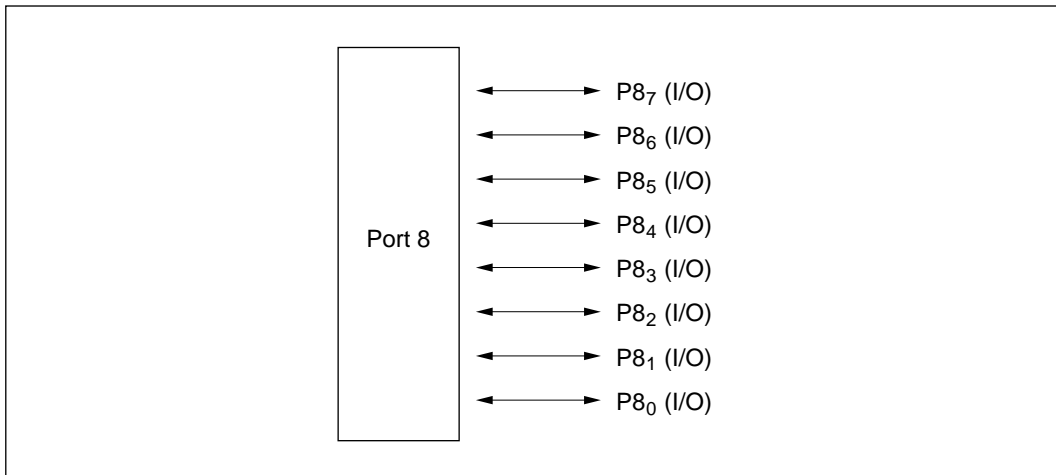 P8₇ (I/O)
P8₆ (I/O)
P8₅ (I/O)
P8₄ (I/O)
Port 8
P8₃ (I/O)
P8₂ (I/O)
P8₁ (I/O)
P8₀ (I/O)